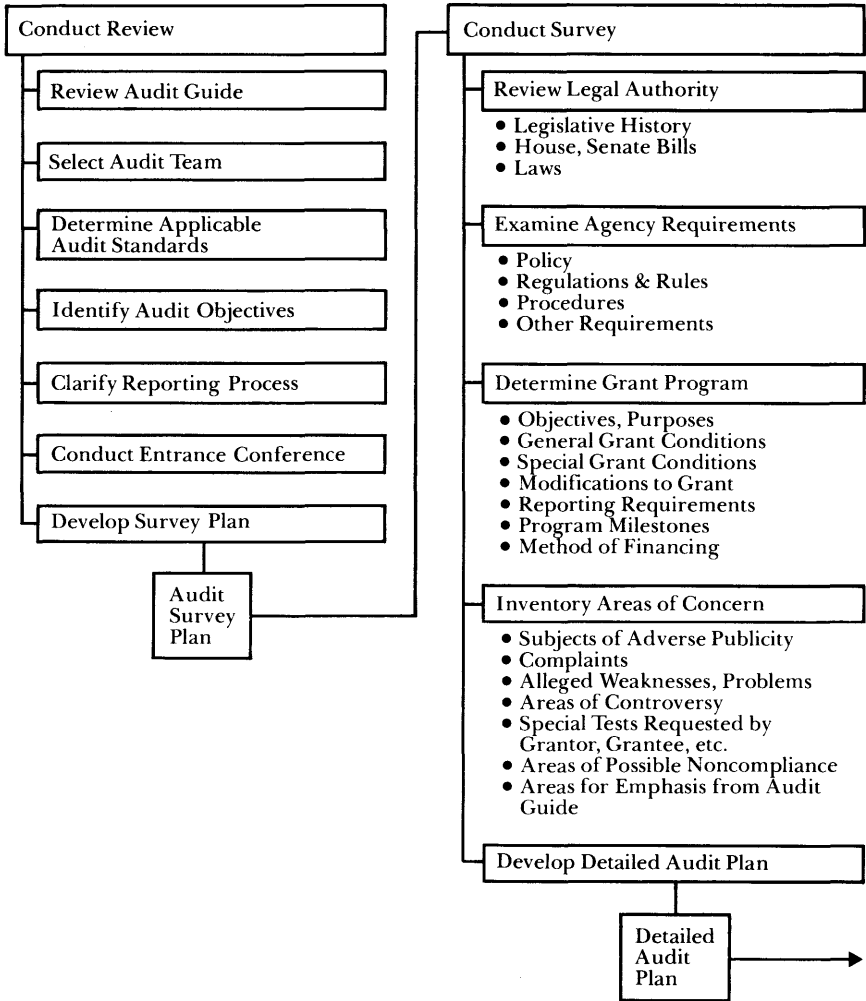 Conduct Review
Review Audit Guide
Select Audit Team
Determine Applicable
Audit Standards
Identify Audit Objectives
Clarify Reporting Process
Conduct Entrance Conference
Develop Survey Plan
Audit
Survey
Plan
Conduct Survey
Review Legal Authority
• Legislative History
• House, Senate Bills
• Laws
Examine Agency Requirements
• Policy
• Regulations & Rules
• Procedures
• Other Requirements
Determine Grant Program
• Objectives, Purposes
• General Grant Conditions
• Special Grant Conditions
• Modifications to Grant
• Reporting Requirements
• Program Milestones
• Method of Financing
Inventory Areas of Concern
• Subjects of Adverse Publicity
• Complaints
• Alleged Weaknesses, Problems
• Areas of Controversy
• Special Tests Requested by
Grantor, Grantee, etc.
• Areas of Possible Noncompliance
• Areas for Emphasis from Audit
Guide
Develop Detailed Audit Plan
Detailed
Audit
Plan